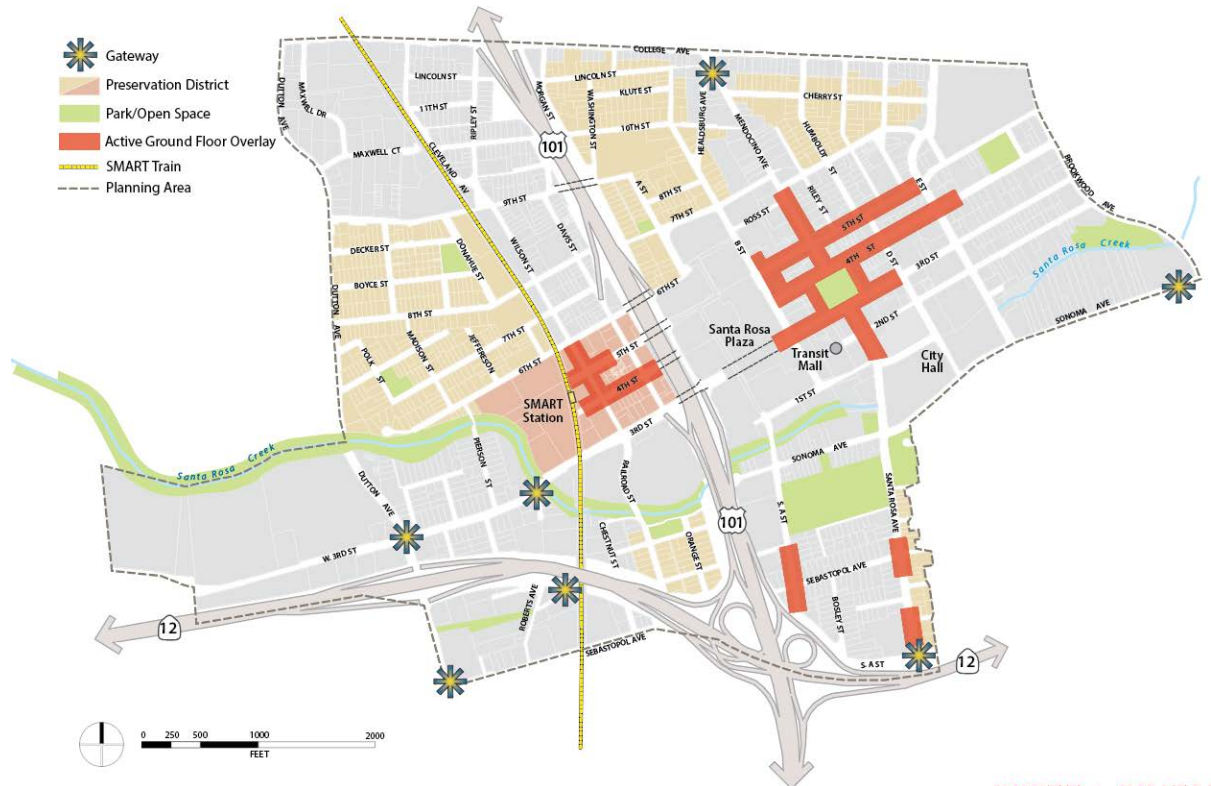 Gateway
Preservation District
Park/Open Space
Active Ground Floor Overlay
SMART Train
Planning Area
COLLEGE AVE
DUTTON AVE
MAXWELL DR
LINCOLN ST
11TH ST
RIPLEY ST
MAXWELL CT
CLEVELAND AV
MORGAN ST
101
LINCOLN ST
WASHINGTON ST
KLUTE ST
10TH ST
HEALDSBURG AVE
MENDOCINO AVE
CHERRY ST
HUMBOLDT ST
BROOKWOOD AVE
E ST
9TH ST
A ST
8TH ST
7TH ST
ROSS ST
RILEY ST
5TH ST
4TH ST
D ST
3RD ST
B ST
Santa Rosa Creek
SONOMA AVE
DECKER ST
DONAHUE ST
WILSON ST
DAVIS ST
BOYCE ST
DUTTON AVE
8TH ST
7TH ST
6TH ST
6TH ST
POLK ST
MADISON ST
JEFFERESON
5TH ST
4TH ST
Santa Rosa
Plaza
2ND ST
Transit
Mall
City
Hall
SMART
Station
3RD ST
1ST ST
Santa Rosa Creek
PIERSON ST
RAILROAD ST
SONOMA AVE
SANTA ROSA AVE
DUTTON AVE
101
S. A ST
CHESTNUT ST
ORANGE ST
W. 3RD ST
SEBASTOPOL AVE
BOSLEY ST
ROBERTS AVE
12
SEBASTOPOL AVE
S. A ST
12
0 250 500 1000 2000
FEET